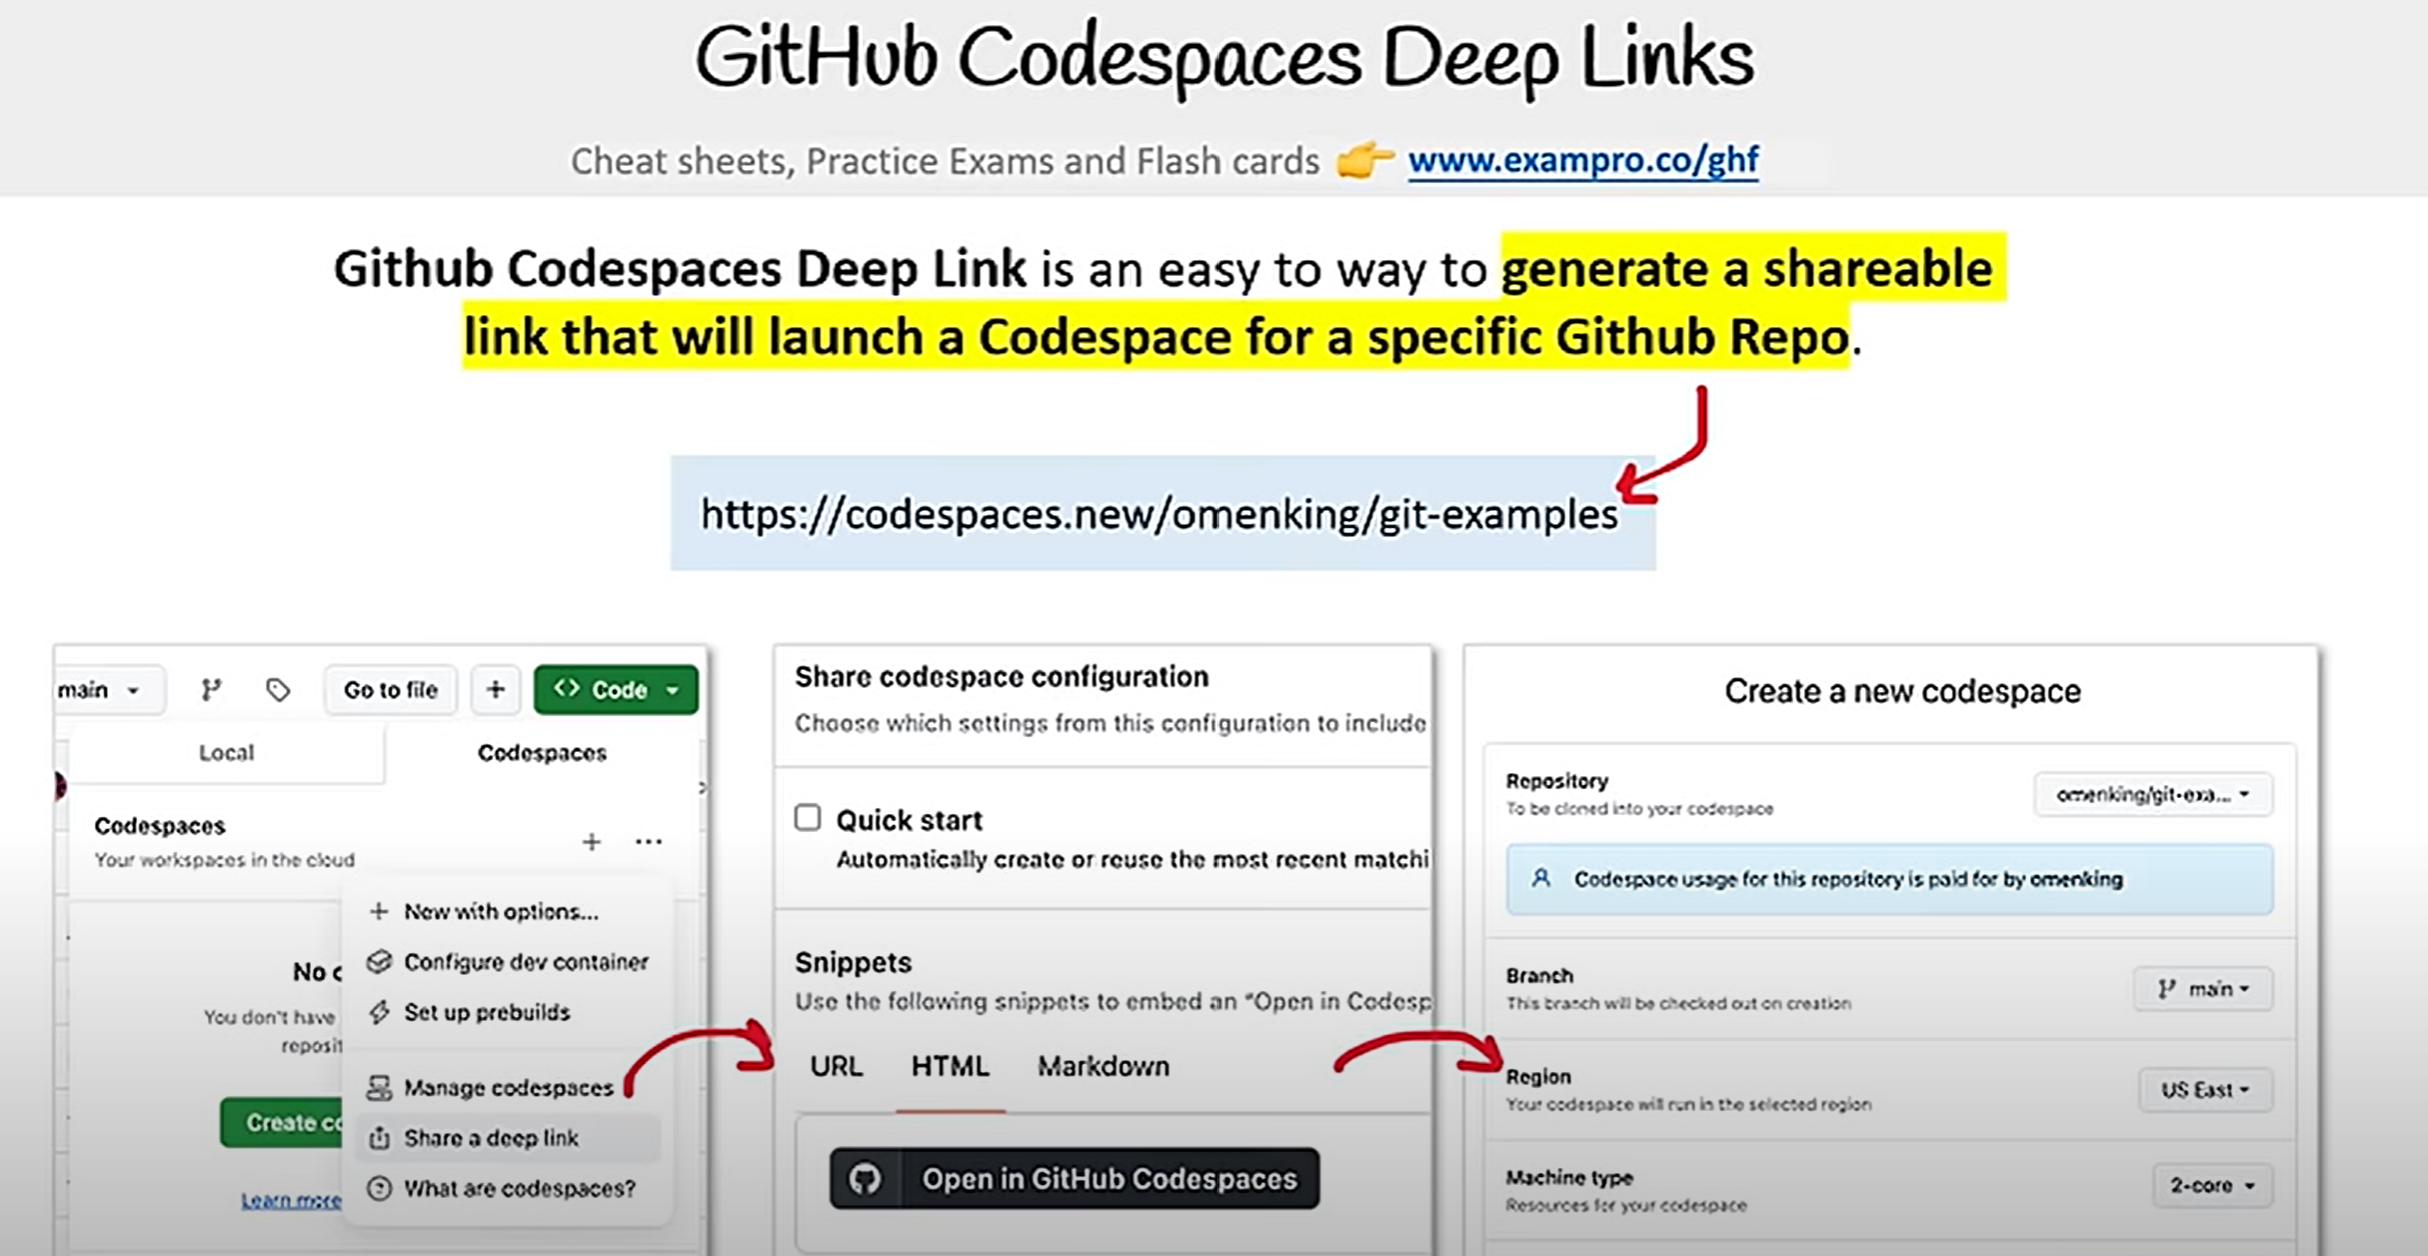 GitHub Codespaces Deep Links
Cheat sheets, Practice Exams and Flash cards 👉 www.exampro.co/ghf
Github Codespaces Deep Link is an easy to way to generate a shareable
link that will launch a Codespace for a specific Github Repo.
https://codespaces.new/omenking/git-examples
main
Go to file
+
<> Code
Local
Codespaces
Codespaces
Your workspaces in the cloud
+ ...
+ New with options...
Configure dev container
Set up prebuilds
No
You don't have
Manage codespaces
Create
Share a deep link
Learn more
What are codespaces?
Share codespace configuration
Choose which settings from this configuration to include
Quick start
Automatically create or reuse the most recent matchi
Snippets
Use the following snippets to embed an "Open in Codesp
URL
HTML
Markdown
Open in GitHub Codespaces
Create a new codespace
Repository
To be cloned into your codespace
omenking/git-exa...
Codespace usage for this repository is paid for by omenking
Branch
This branch will be checked out on creation
main
Region
Your codespace will run in the selected region
US East
Machine type
Resources for your codespace
2-core